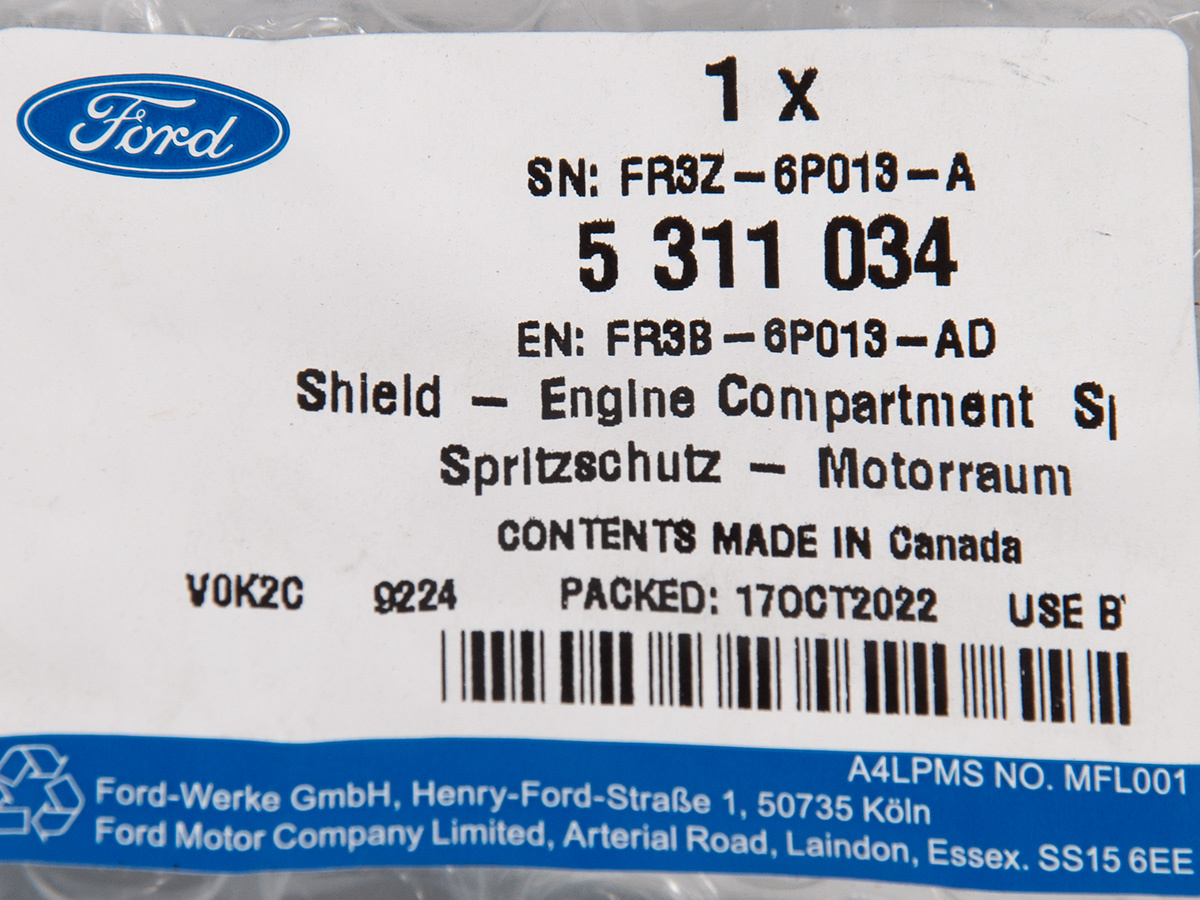 Ford
1 x
SN: FR3Z-6P013-A
5 311 034
EN: FR3B-6P013-AD
Shield - Engine Compartment
Spritzschutz - Motorraum
CONTENTS MADE IN Canada
V0K2C 9224 PACKED: 17OCT2022 USE B
A4LPMS NO. MFL001
Ford-Werke GmbH, Henry-Ford-Straße 1, 50735 Köln
Ford Motor Company Limited, Arterial Road, Laindon, Essex. SS15 6EE